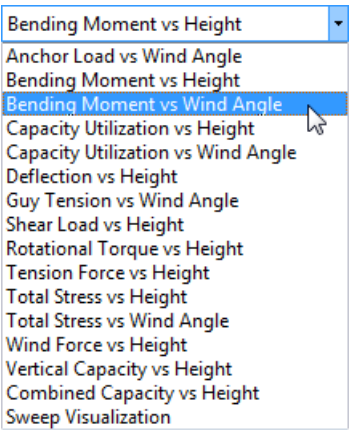 Bending Moment vs Height
Anchor Load vs Wind Angle
Bending Moment vs Height
Bending Moment vs Wind Angle
Capacity Utilization vs Height
Capacity Utilization vs Wind Angle
Deflection vs Height
Guy Tension vs Wind Angle
Shear Load vs Height
Rotational Torque vs Height
Tension Force vs Height
Total Stress vs Height
Total Stress vs Wind Angle
Wind Force vs Height
Vertical Capacity vs Height
Combined Capacity vs Height
Sweep Visualization